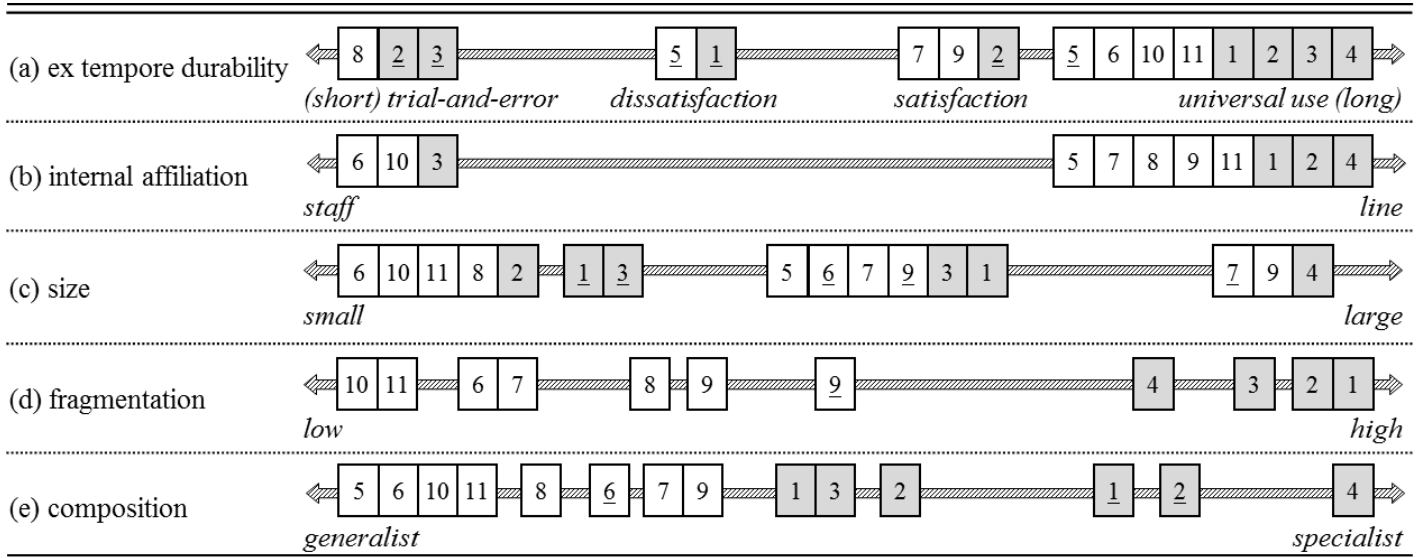 (a) ex tempore durability 8 2 3 5 1 7 9 2 5 6 10 11 1 2 3 4
(short) trial-and-error dissatisfaction satisfaction universal use (long)
(b) internal affiliation 6 10 3 5 7 8 9 11 1 2 4
staff line
(c) size 6 10 11 8 2 1 3 5 6 7 9 3 1 7 9 4
small large
(d) fragmentation 10 11 6 7 8 9 9 4 3 2 1
low high
(e) composition 5 6 10 11 8 6 7 9 1 3 2 1 2 4
generalist specialist